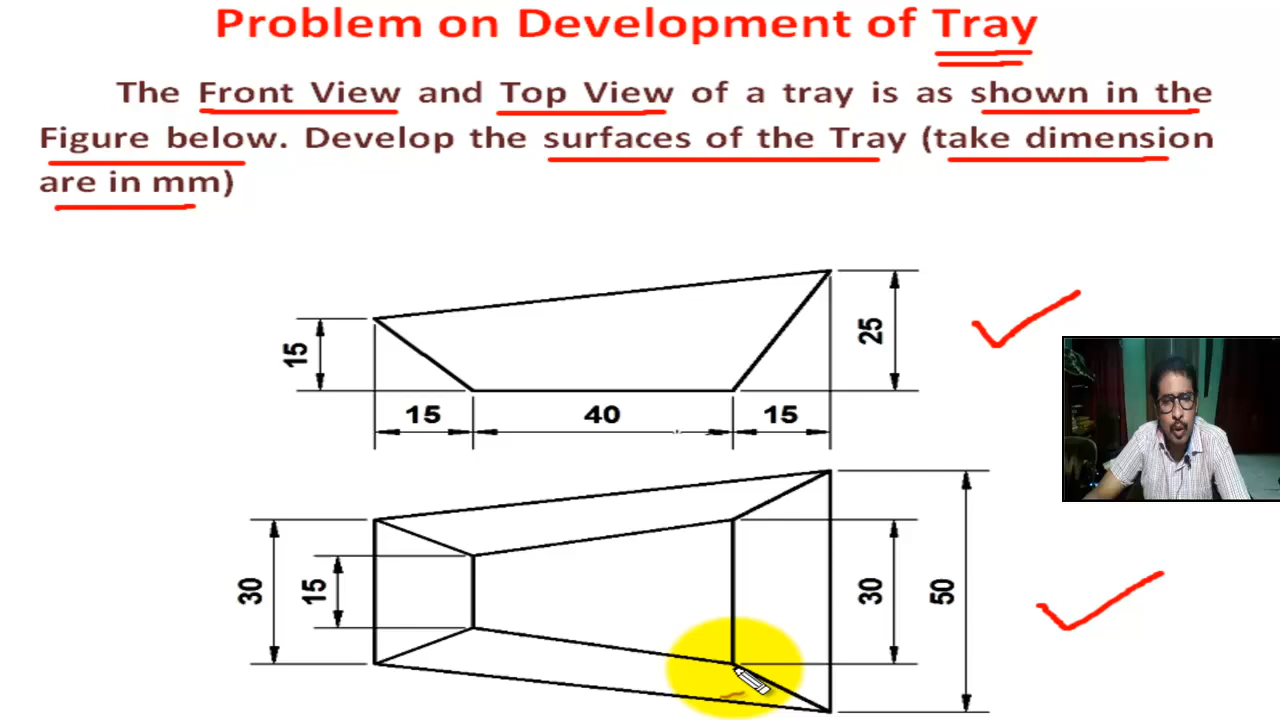 Problem on Development of Tray
The Front View and Top View of a tray is as shown in the
Figure below. Develop the surfaces of the Tray (take dimension
are in mm)
15
25
15
40
15
30
15
30
50